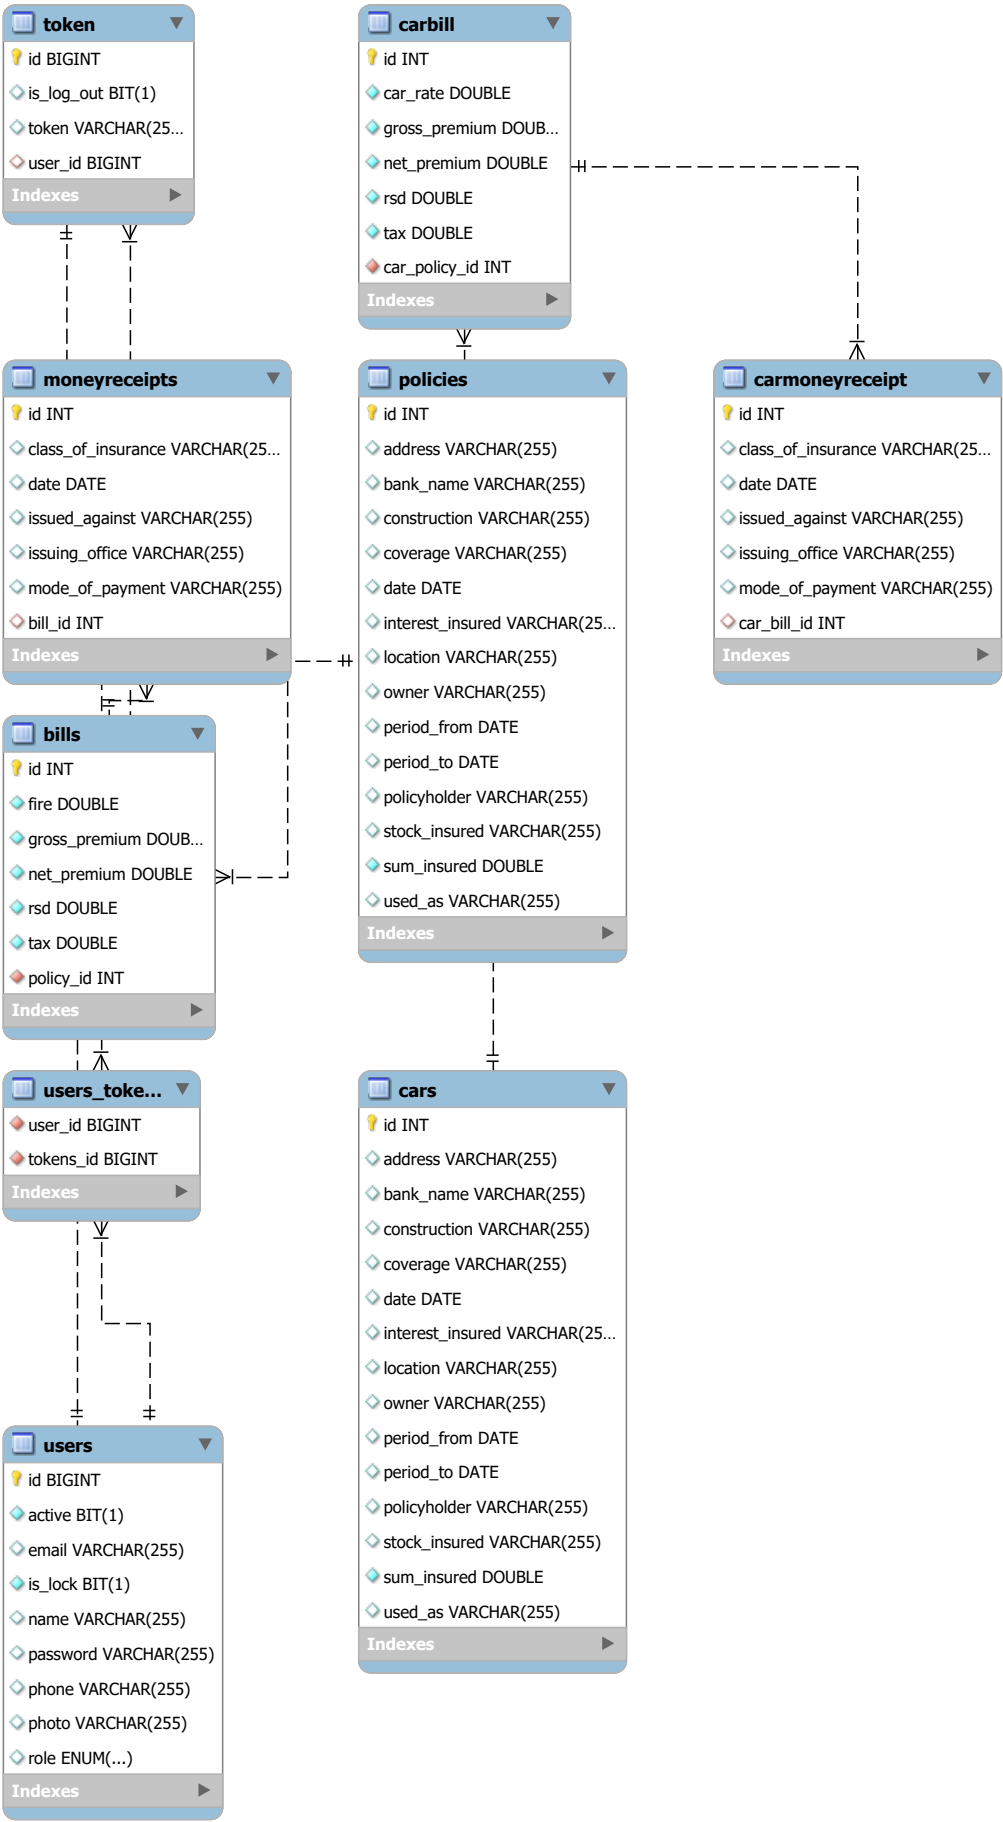 token
id BIGINT
is_log_out BIT(1)
token VARCHAR(25...
user_id BIGINT
Indexes
carbill
id INT
car_rate DOUBLE
gross_premium DOUB...
net_premium DOUBLE
rsd DOUBLE
tax DOUBLE
car_policy_id INT
Indexes
moneyreceipts
id INT
class_of_insurance VARCHAR(25...
date DATE
issued_against VARCHAR(255)
issuing_office VARCHAR(255)
mode_of_payment VARCHAR(255)
bill_id INT
Indexes
policies
id INT
address VARCHAR(255)
bank_name VARCHAR(255)
construction VARCHAR(255)
coverage VARCHAR(255)
date DATE
interest_insured VARCHAR(25...
location VARCHAR(255)
owner VARCHAR(255)
period_from DATE
period_to DATE
policyholder VARCHAR(255)
stock_insured VARCHAR(255)
sum_insured DOUBLE
used_as VARCHAR(255)
Indexes
carmoneyreceipt
id INT
class_of_insurance VARCHAR(25...
date DATE
issued_against VARCHAR(255)
issuing_office VARCHAR(255)
mode_of_payment VARCHAR(255)
car_bill_id INT
Indexes
bills
id INT
fire DOUBLE
gross_premium DOUB...
net_premium DOUBLE
rsd DOUBLE
tax DOUBLE
policy_id INT
Indexes
users_toke...
user_id BIGINT
tokens_id BIGINT
Indexes
cars
id INT
address VARCHAR(255)
bank_name VARCHAR(255)
construction VARCHAR(255)
coverage VARCHAR(255)
date DATE
interest_insured VARCHAR(25...
location VARCHAR(255)
owner VARCHAR(255)
period_from DATE
period_to DATE
policyholder VARCHAR(255)
stock_insured VARCHAR(255)
sum_insured DOUBLE
used_as VARCHAR(255)
Indexes
users
id BIGINT
active BIT(1)
email VARCHAR(255)
is_lock BIT(1)
name VARCHAR(255)
password VARCHAR(255)
phone VARCHAR(255)
photo VARCHAR(255)
role ENUM(...)
Indexes